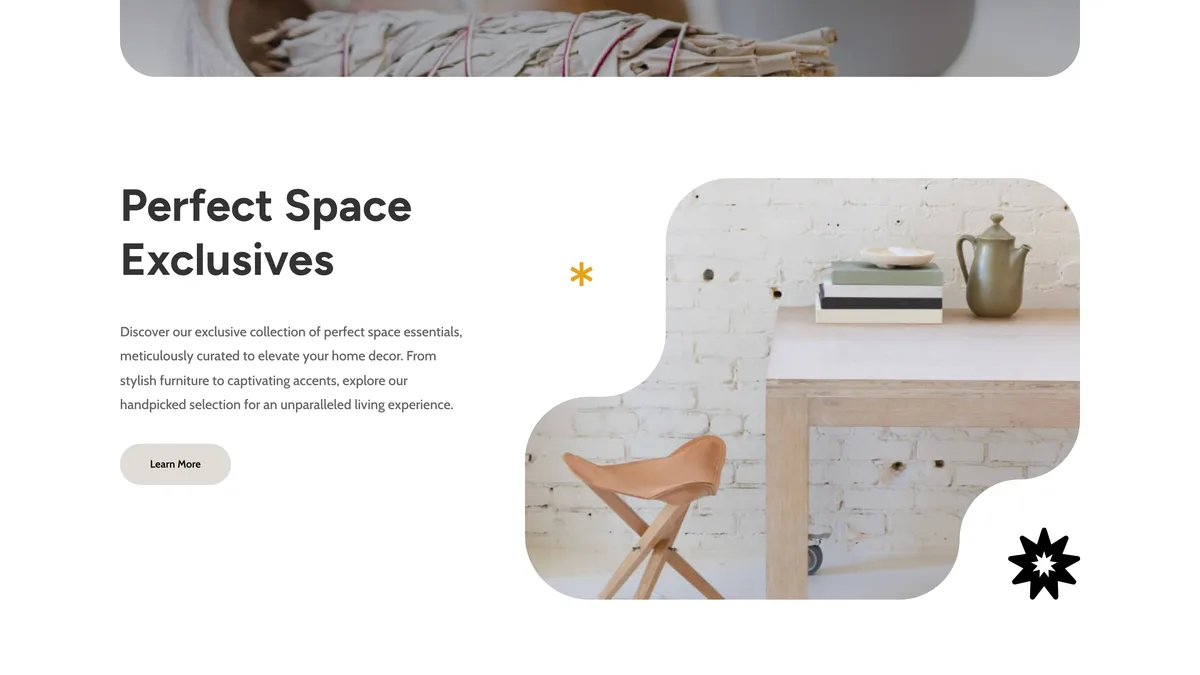 Perfect Space
Exclusives
Discover our exclusive collection of perfect space essentials,
meticulously curated to elevate your home decor. From
stylish furniture to captivating accents, explore our
handpicked selection for an unparalleled living experience.
Learn More